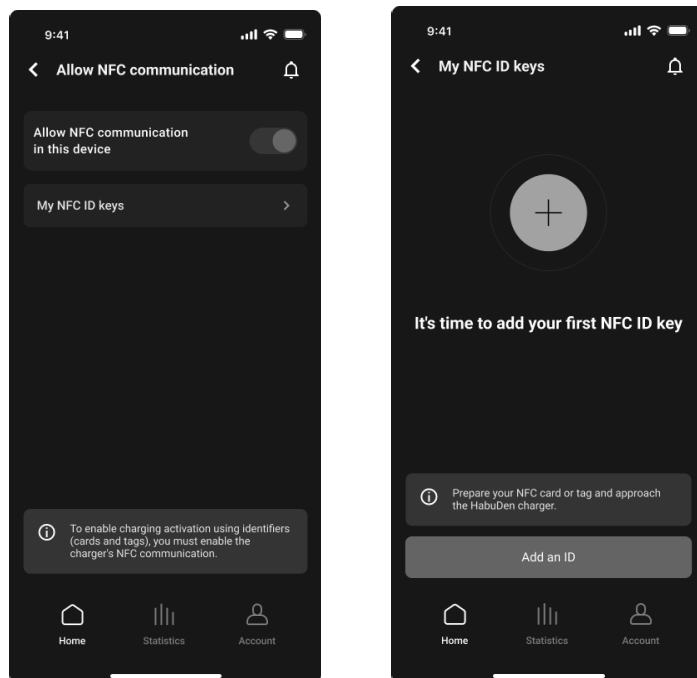 9:41
Allow NFC communication
Allow NFC communication
in this device
My NFC ID keys
To enable charging activation using identifiers
(cards and tags), you must enable the
charger's NFC communication.
Home
Statistics
Account
9:41
My NFC ID keys
It's time to add your first NFC ID key
Prepare your NFC card or tag and approach
the HabuDen charger.
Add an ID
Home
Statistics
Account